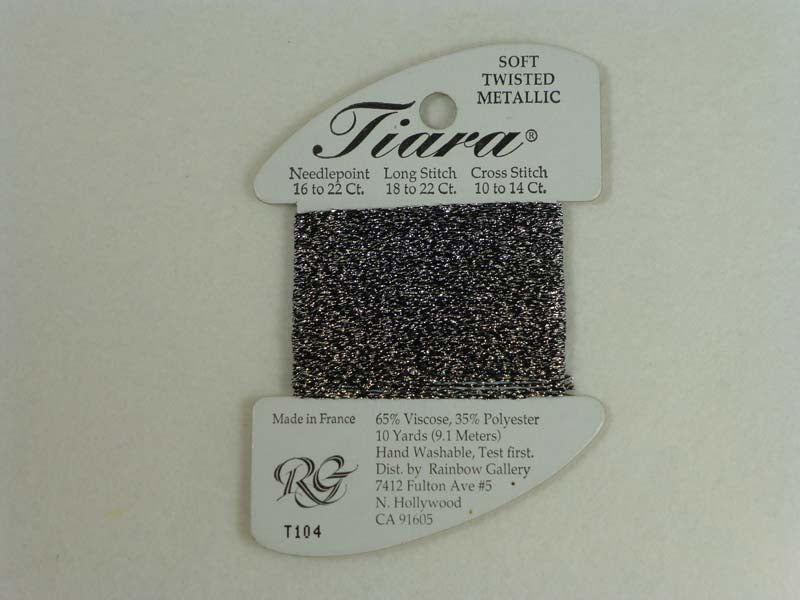 SOFT
TWISTED
METALLIC
Tiara®
Needlepoint Long Stitch Cross Stitch
16 to 22 Ct. 18 to 22 Ct. 10 to 14 Ct.
Made in France
65% Viscose, 35% Polyester
10 Yards (9.1 Meters)
Hand Washable, Test first.
Dist. by Rainbow Gallery
7412 Fulton Ave #5
N. Hollywood
CA 91605
RG
T104